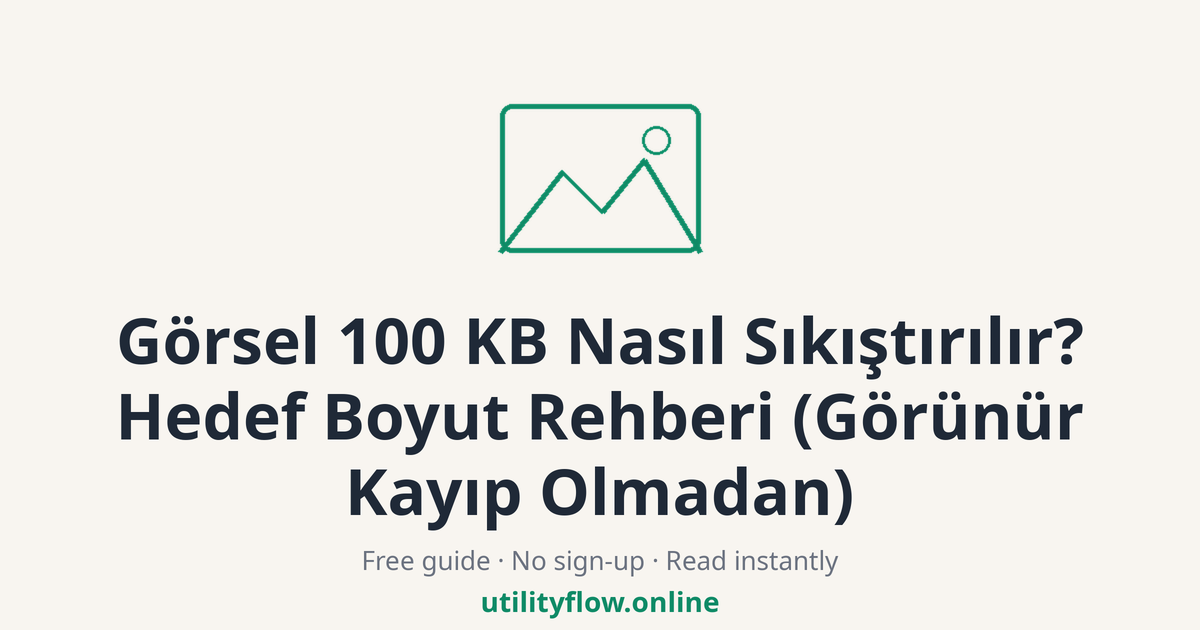 Görsel 100 KB Nasıl Sıkıştırılır?
Hedef Boyut Rehberi (Görünür
Kayıp Olmadan)
Free guide · No sign-up · Read instantly
utilityflow.online